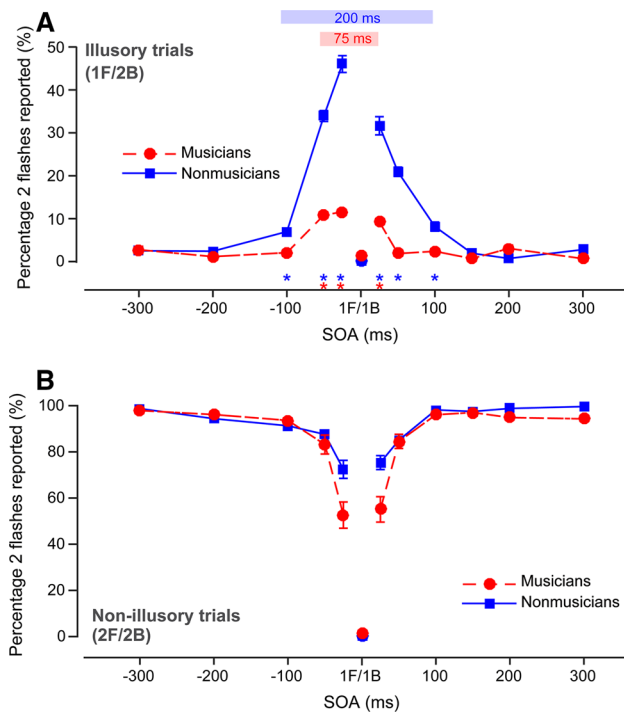 A
200 ms
75 ms
Illusory trials
(1F/2B)
Percentage 2 flashes reported (%)
50
40
30
20
10
0
Musicians
Nonmusicians
* * * * * *
* * *
-300 -200 -100 1F/1B 100 200 300
SOA (ms)
B
Percentage 2 flashes reported (%)
100
80
60
40
20
0
Musicians
Nonmusicians
Non-illusory trials
(2F/2B)
-300 -200 -100 1F/1B 100 200 300
SOA (ms)